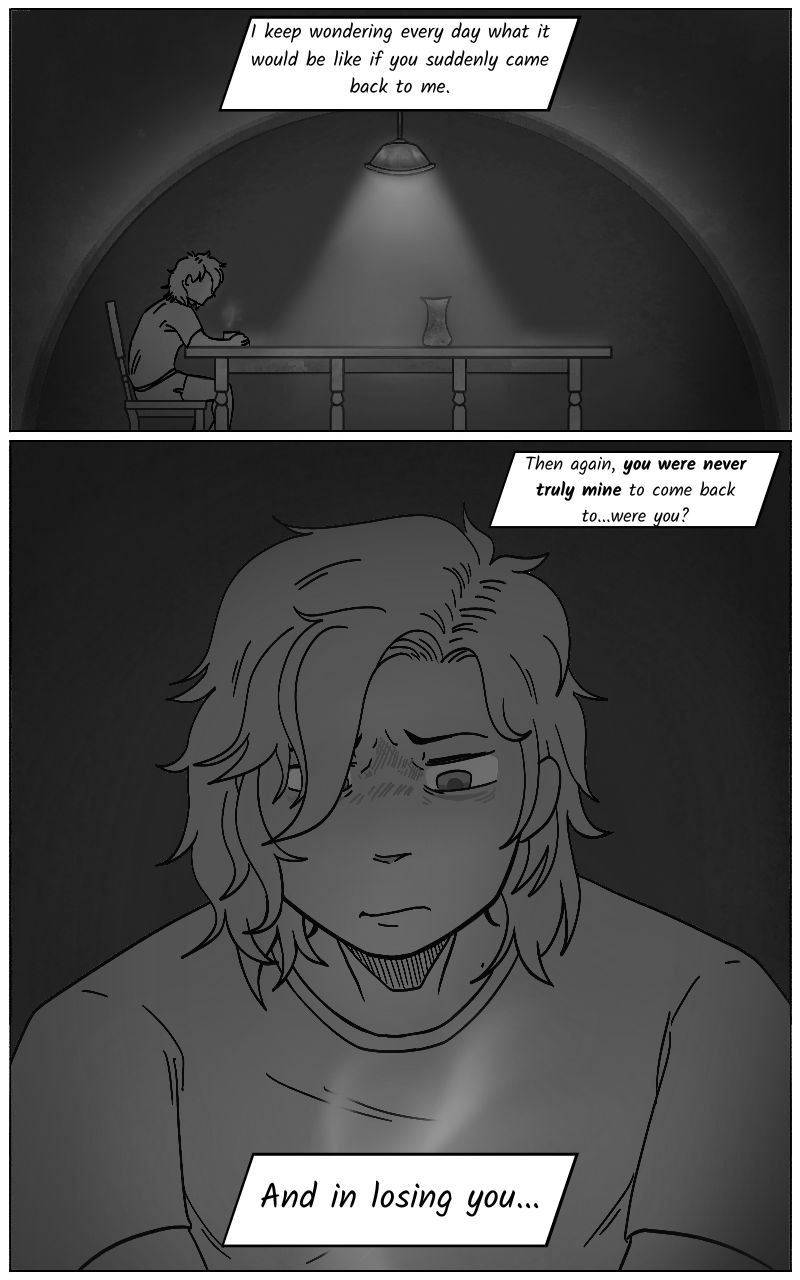 I keep wondering every day what it
would be like if you suddenly came
back to me.
Then again, you were never
truly mine to come back
to...were you?
And in losing you...